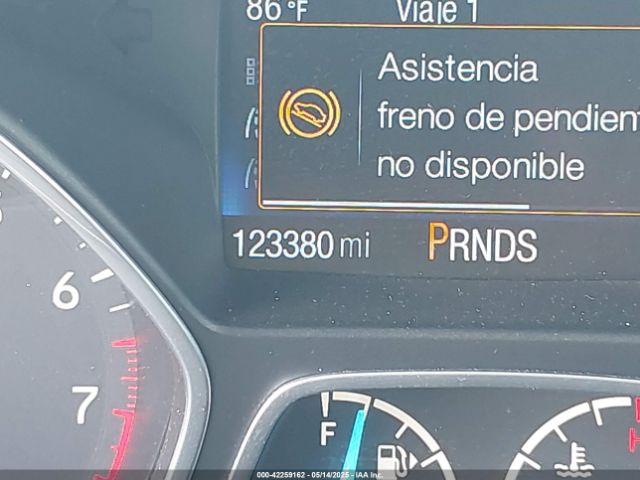 86°F Viaje 1
Asistencia
freno de pendient
no disponible
123380 mi PRNDS
6
7
F
H
000-42259162 - 05/14/2025 - © IAA Inc.